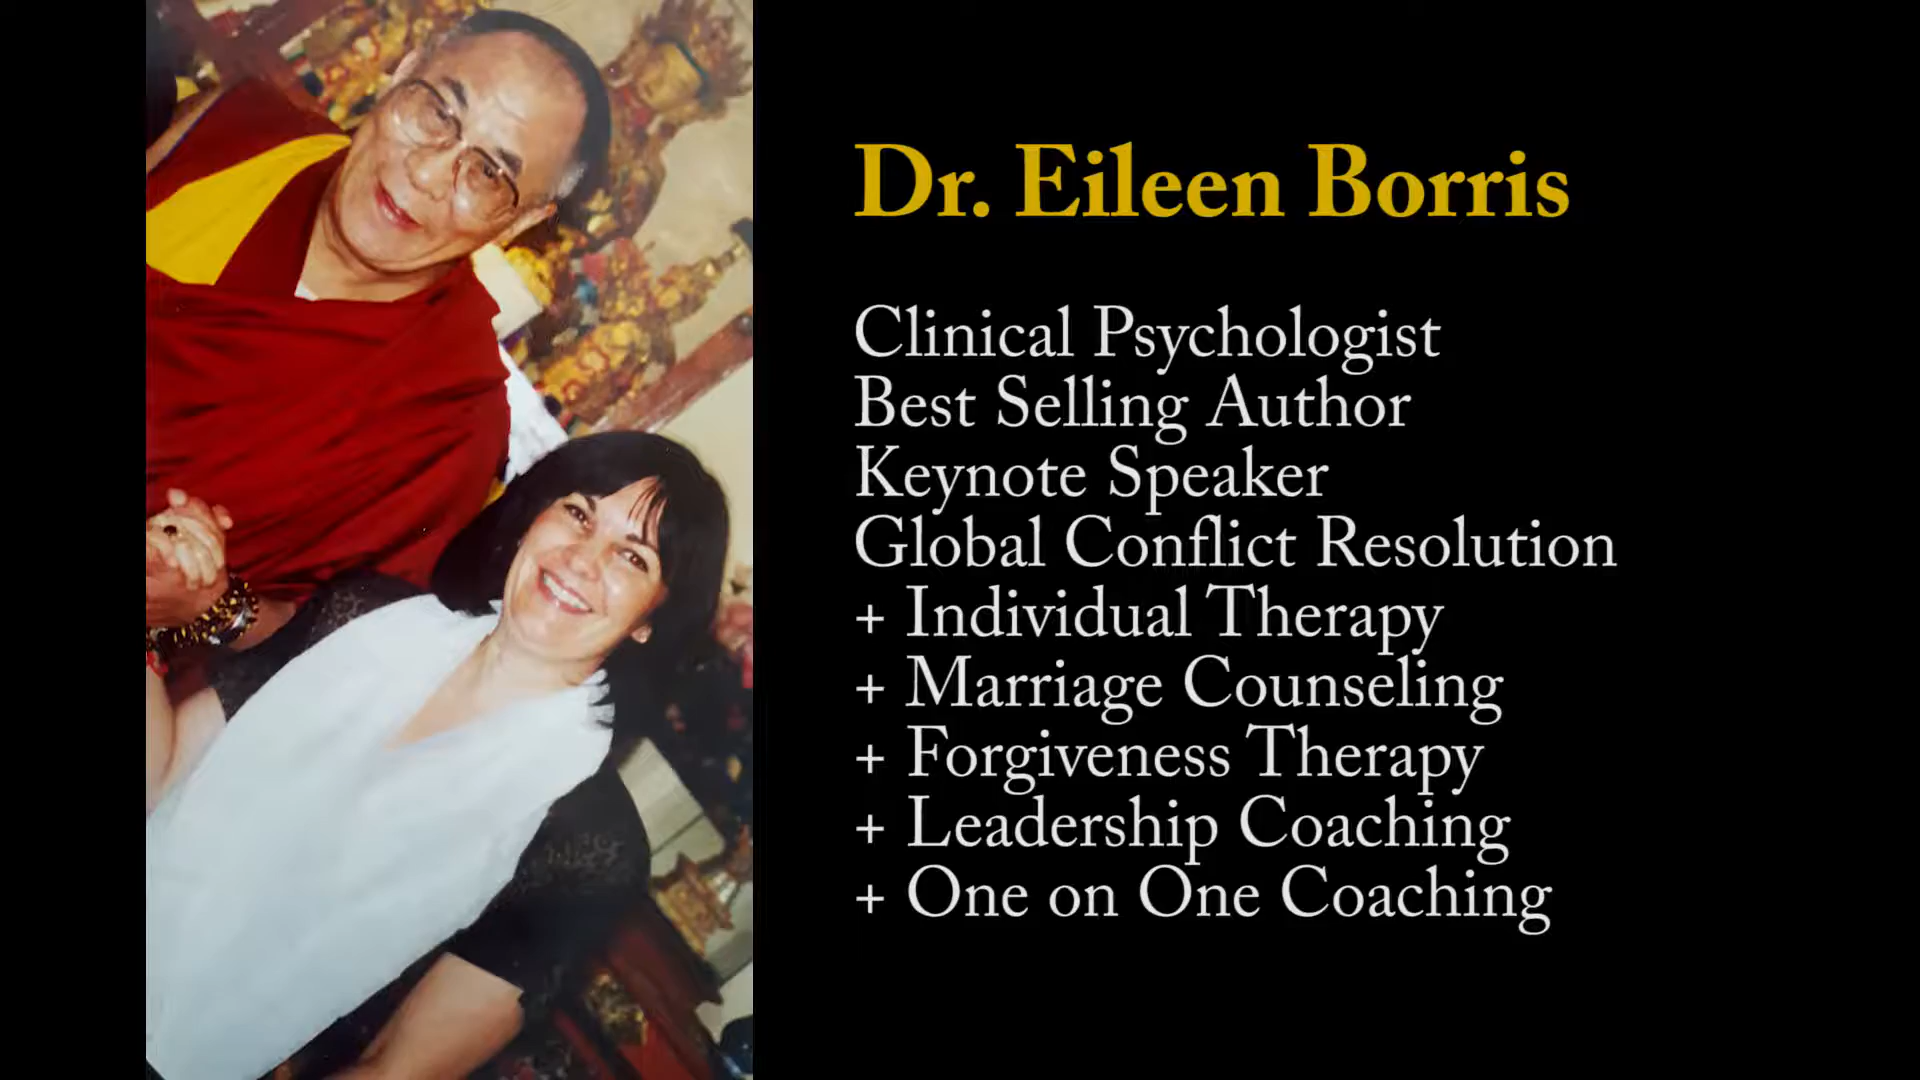 Dr. Eileen Borris
Clinical Psychologist
Best Selling Author
Keynote Speaker
Global Conflict Resolution
+ Individual Therapy
+ Marriage Counseling
+ Forgiveness Therapy
+ Leadership Coaching
+ One on One Coaching